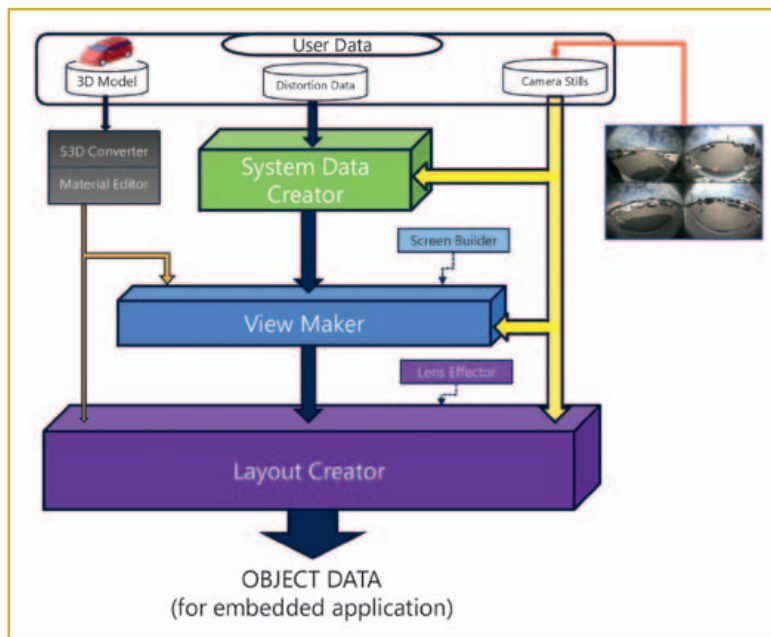 User Data
3D Model
Distortion Data
Camera Stills
S3D Converter
Material Editor
System Data
Creator
Screen Builder
View Maker
Lens Effector
Layout Creator
OBJECT DATA
(for embedded application)